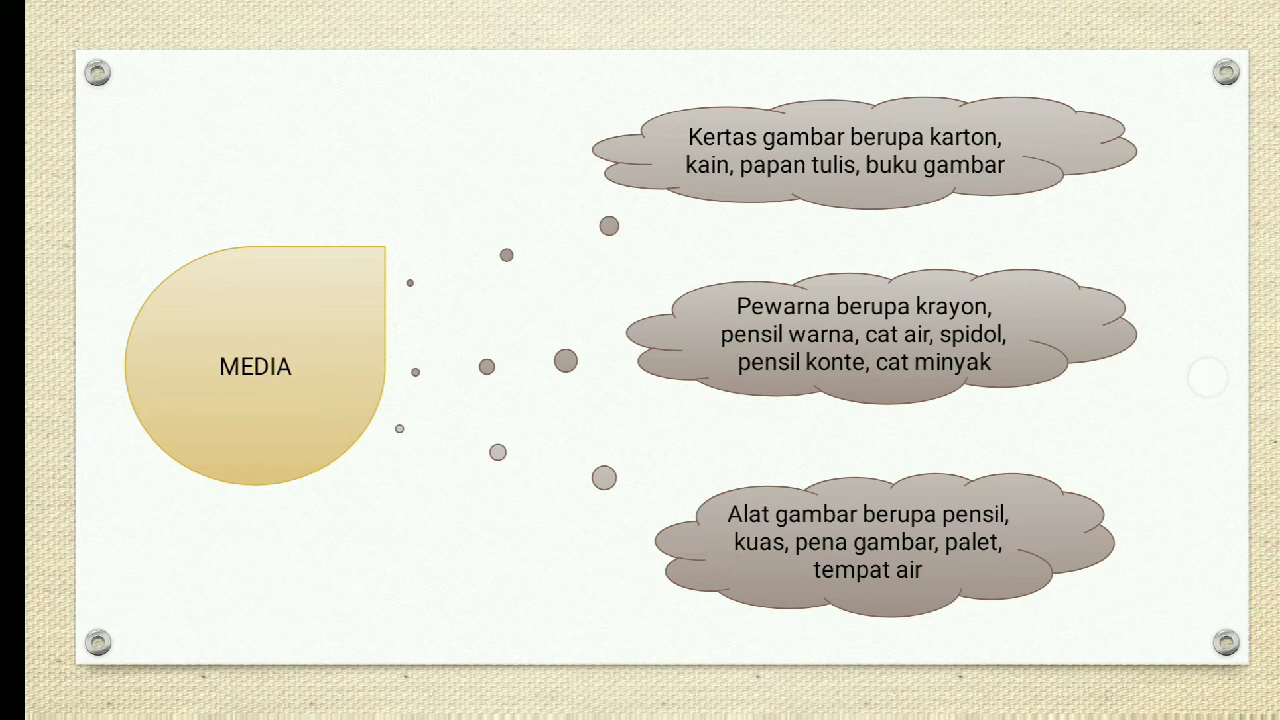 MEDIA
Kertas gambar berupa karton,
kain, papan tulis, buku gambar
Pewarna berupa krayon,
pensil warna, cat air, spidol,
pensil konte, cat minyak
Alat gambar berupa pensil,
kuas, pena gambar, palet,
tempat air